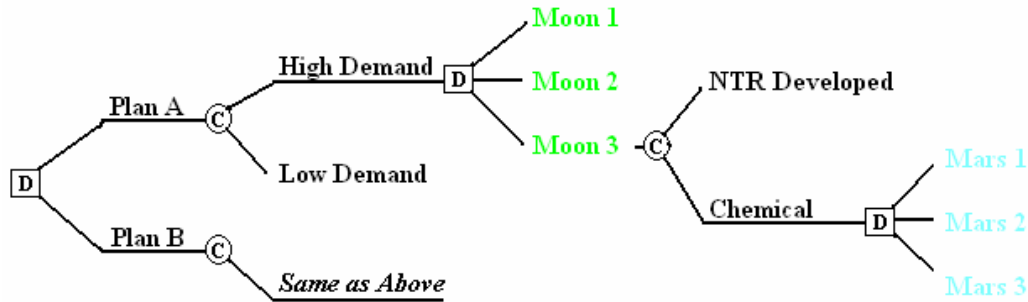 Moon 1
High Demand
D
Moon 2
NTR Developed
Plan A
C
Moon 3
C
Mars 1
Low Demand
D
Chemical
D
Mars 2
Plan B
C
Same as Above
Mars 3